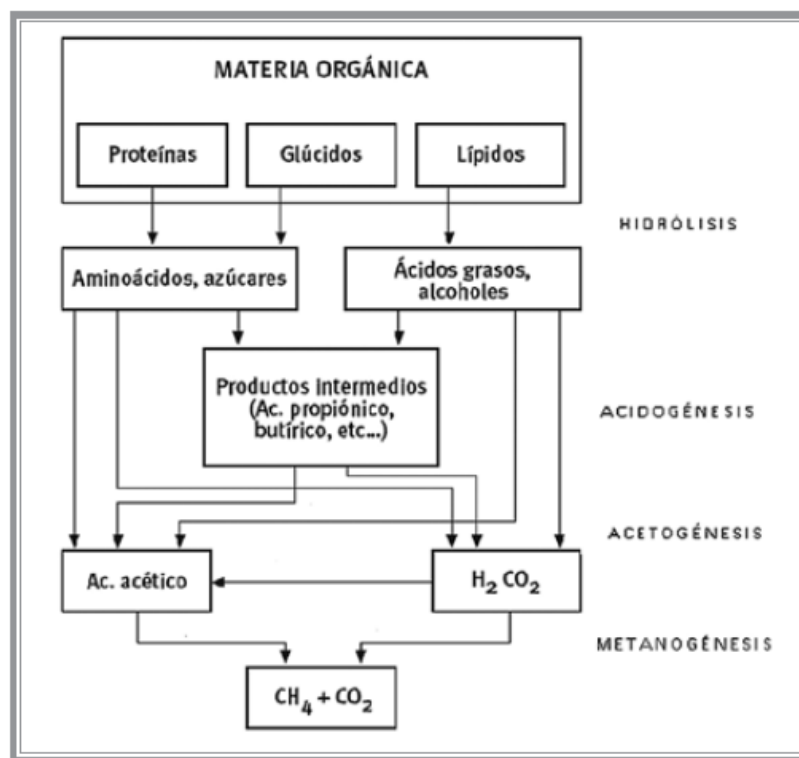 MATERIA ORGÁNICA
Proteínas
Glúcidos
Lípidos
HIDRÓLISIS
Aminoácidos, azúcares
Ácidos grasos,
alcoholes
Productos intermedios
(Ac. propiónico,
butírico, etc...)
ACIDOGÉNESIS
ACETOGÉNESIS
Ac. acético
H₂ CO₂
METANOGÉNESIS
CH₄ + CO₂